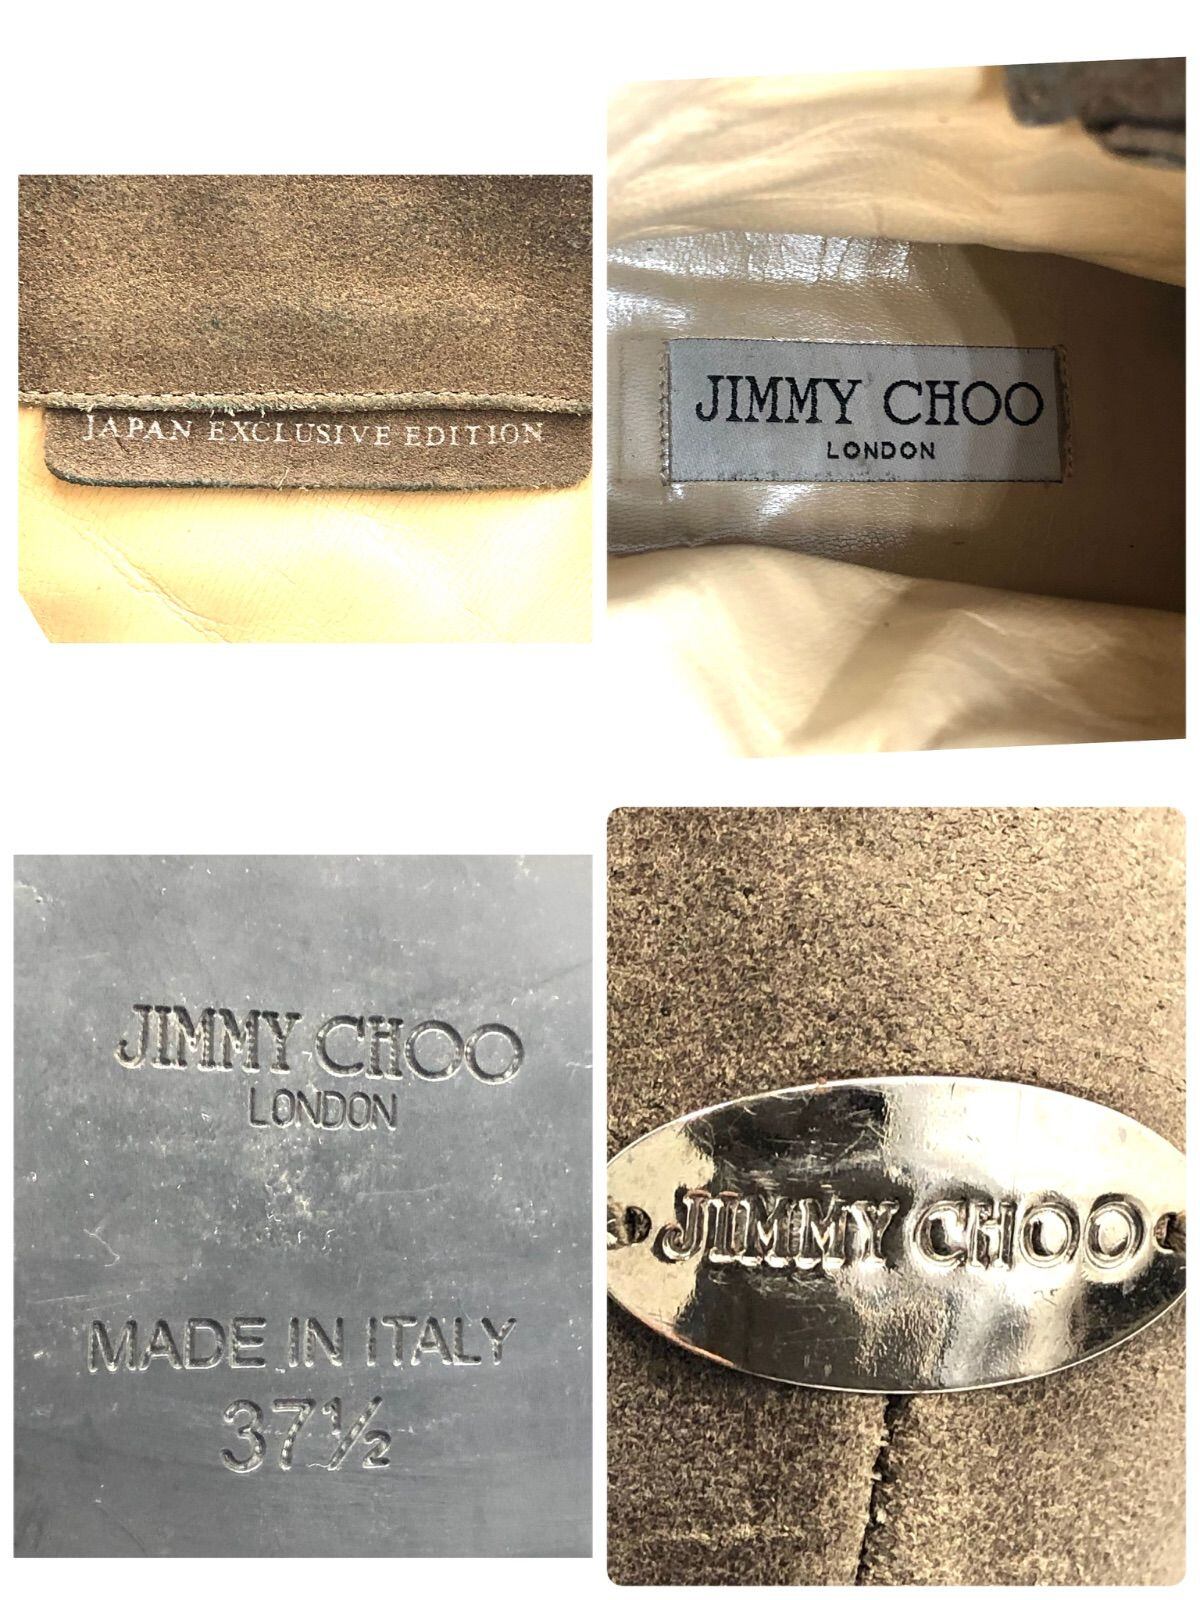 JAPAN EXCLUSIVE EDITION
JIMMY CHOO
LONDON
JIMMY CHOO
LONDON
MADE IN ITALY
37½
JIMMY CHOO